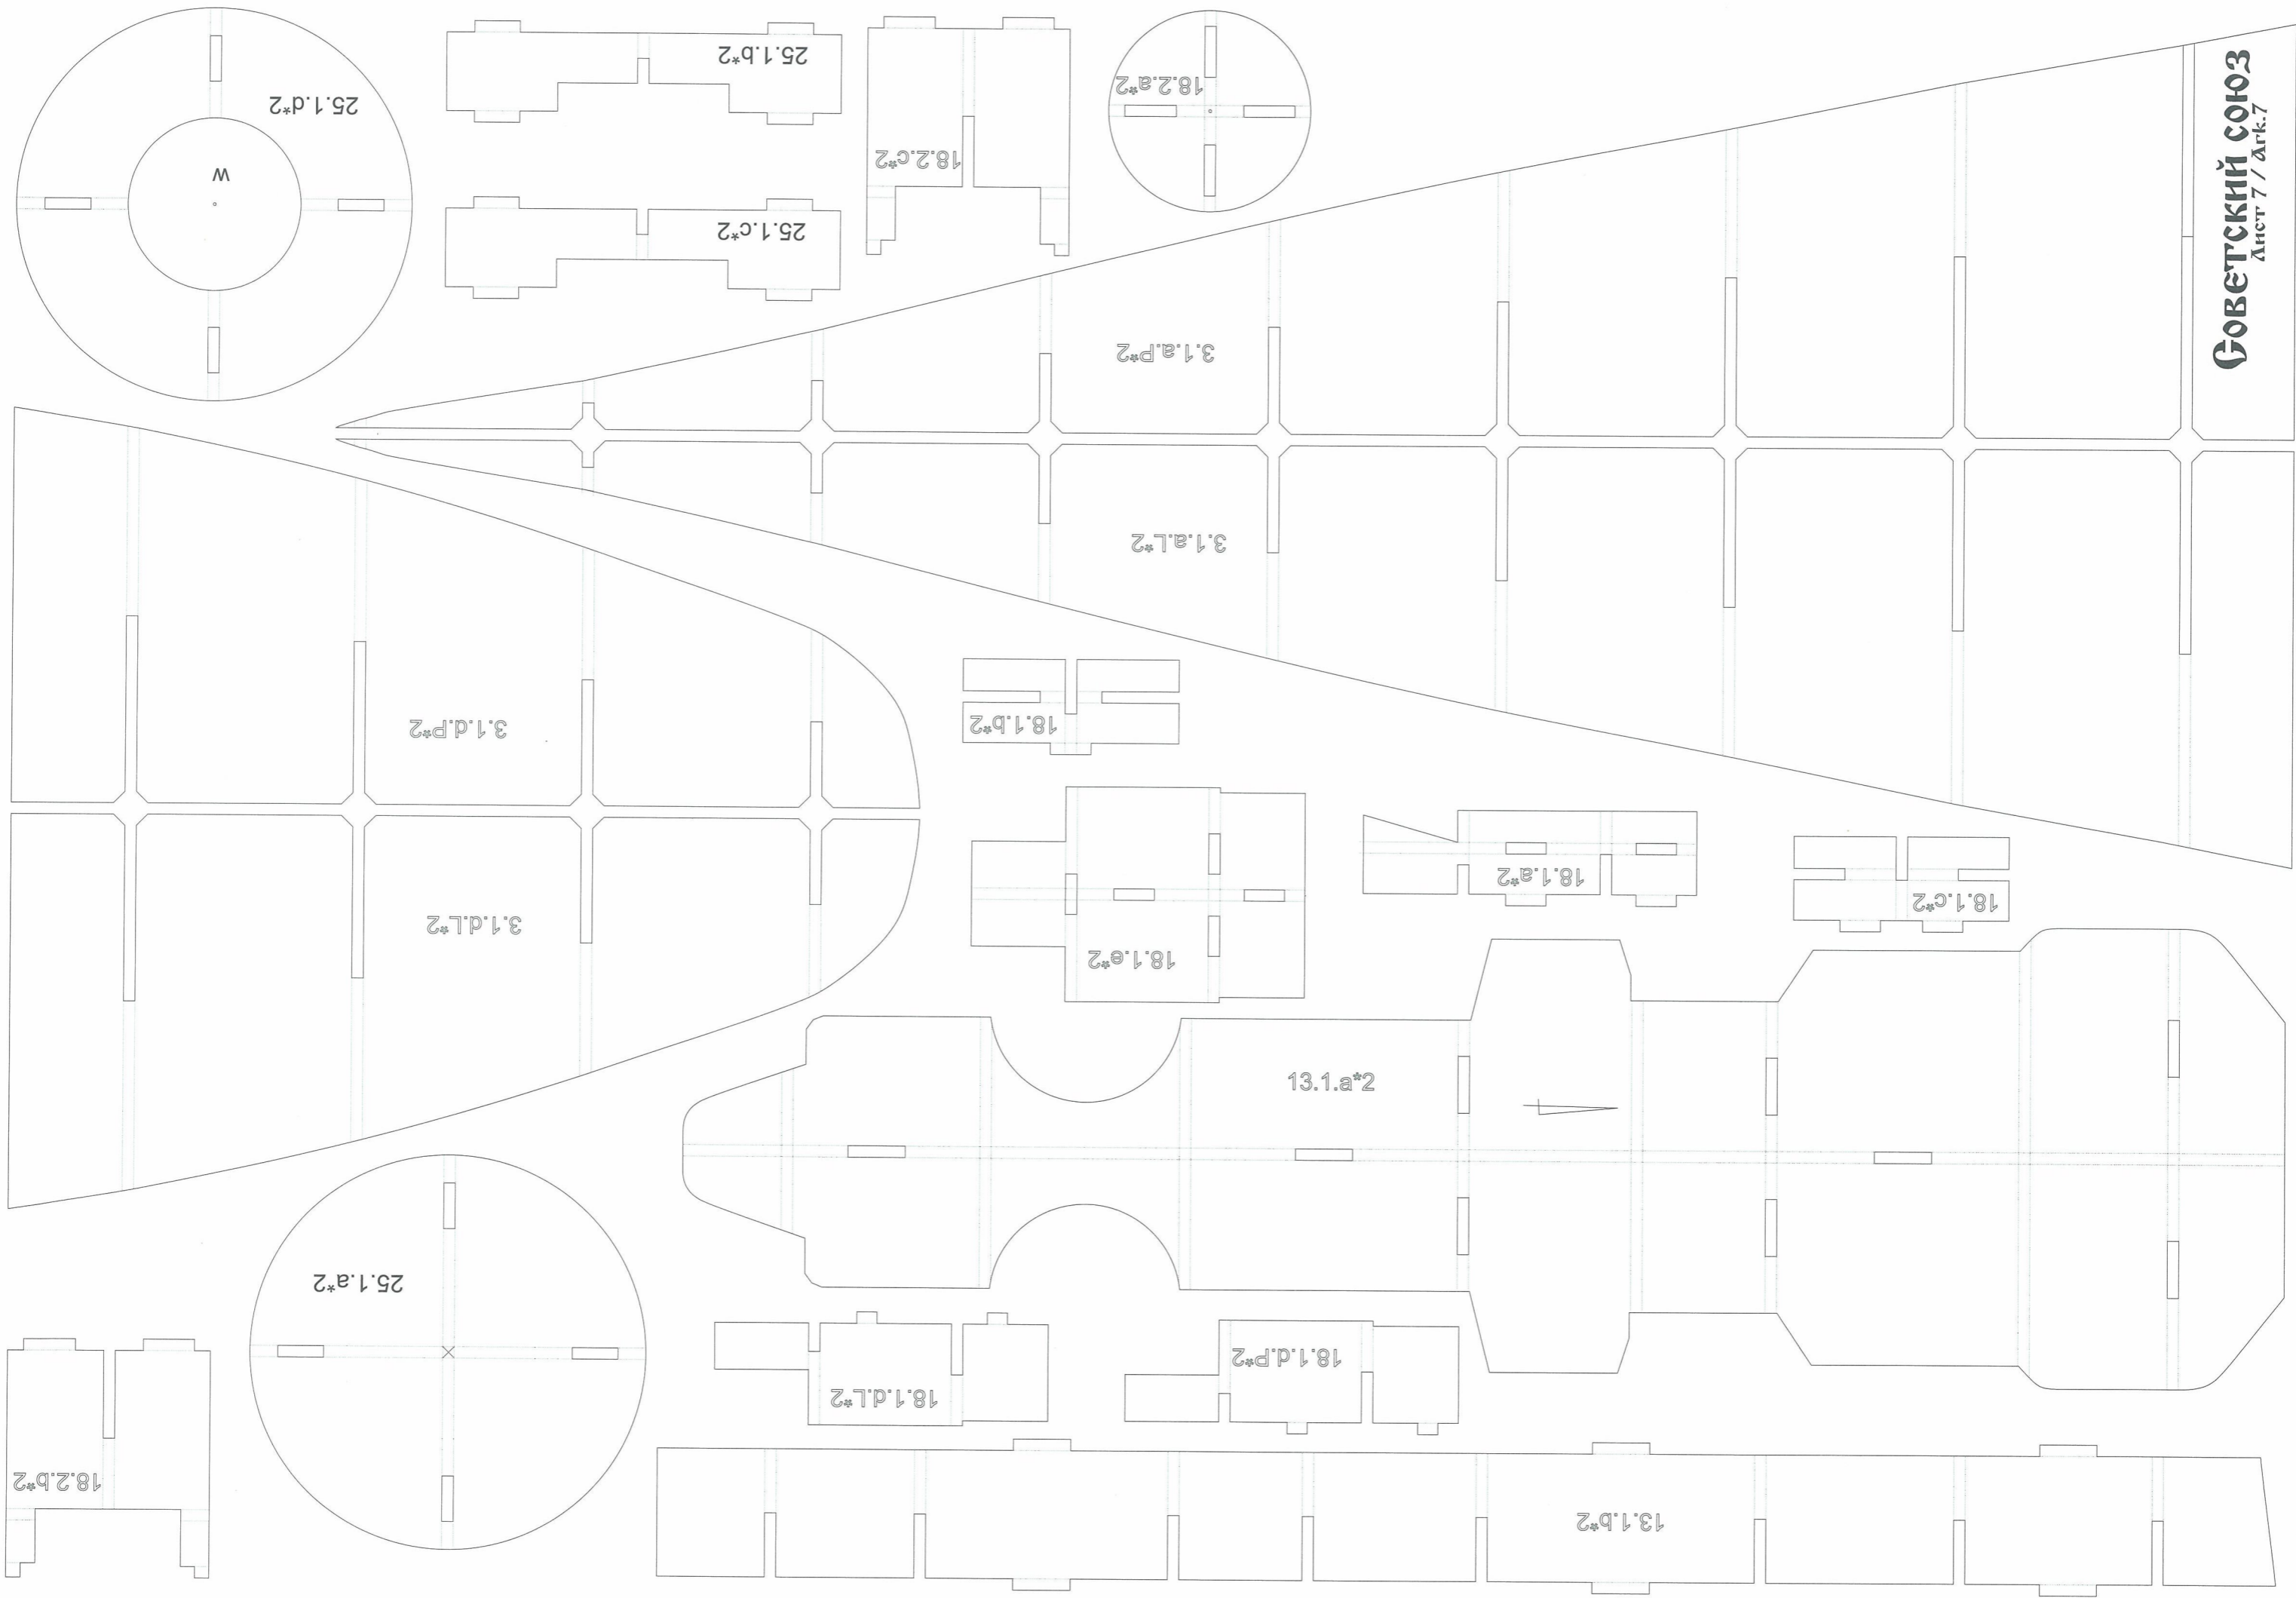 Советский союз
Лист 7 / Ark.7
25.1.d*2
W
25.1.b*2
25.1.c*2
18.2.c*2
18.2.a*2
3.1.a.P*2
3.1.a.L*2
3.1.d.P*2
3.1.d.L*2
18.1.b*2
18.1.e*2
18.1.a*2
18.1.c*2
13.1.a*2
25.1.a*2
18.1.d.L*2
18.1.d.P*2
18.2.b*2
13.1.b*2